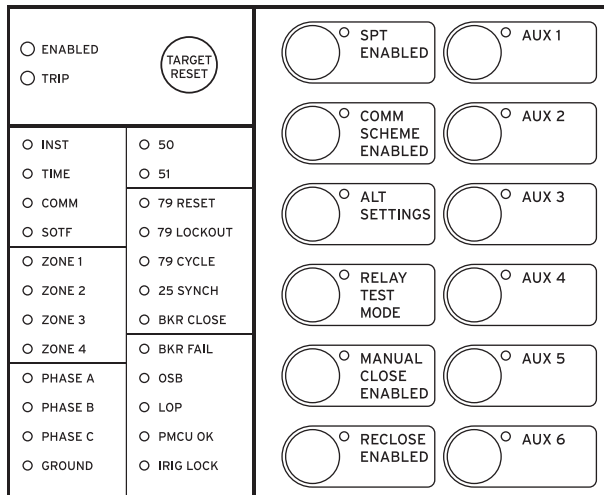 ENABLED
TRIP
TARGET
RESET
INST
TIME
COMM
SOTF
ZONE 1
ZONE 2
ZONE 3
ZONE 4
PHASE A
PHASE B
PHASE C
GROUND
50
51
79 RESET
79 LOCKOUT
79 CYCLE
25 SYNCH
BKR CLOSE
BKR FAIL
OSB
LOP
PMCU OK
IRIG LOCK
SPT
ENABLED
COMM
SCHEME
ENABLED
ALT
SETTINGS
RELAY
TEST
MODE
MANUAL
CLOSE
ENABLED
RECLOSE
ENABLED
AUX 1
AUX 2
AUX 3
AUX 4
AUX 5
AUX 6